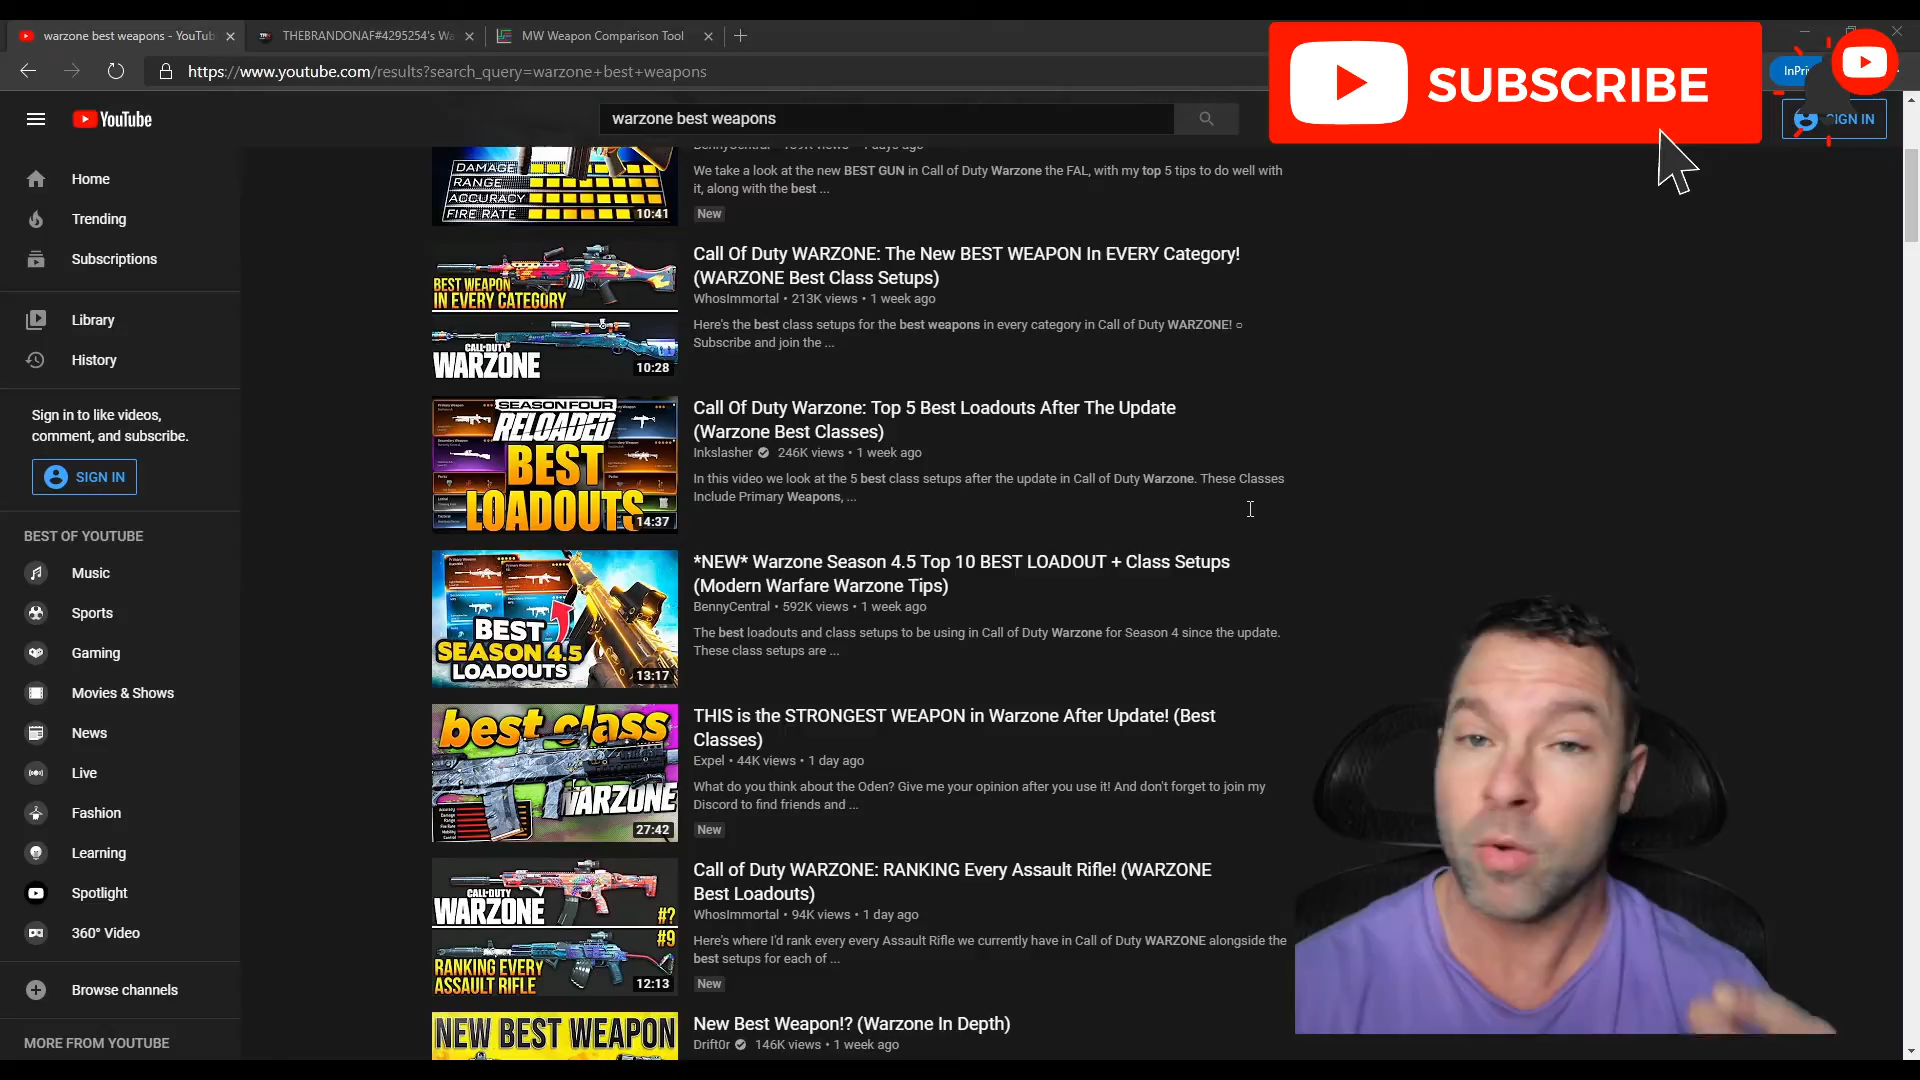 warzone best weapons - YouTub
THEBRANDONAF#4295254's Wa
MW Weapon Comparison Tool
https://www.youtube.com/results?search_query=warzone+best+weapons
InPri
SUBSCRIBE
YouTube
warzone best weapons
SIGN IN
Home
Trending
Subscriptions
Library
History
Sign in to like videos,
comment, and subscribe.
SIGN IN
BEST OF YOUTUBE
Music
Sports
Gaming
Movies & Shows
News
Live
Fashion
Learning
Spotlight
360° Video
Browse channels
MORE FROM YOUTUBE
DAMAGE
RANGE
ACCURACY
FIRE RATE
10:41
We take a look at the new BEST GUN in Call of Duty Warzone the FAL, with my top 5 tips to do well with
it, along with the best ...
New
BEST WEAPON
IN EVERY CATEGORY
CALL OF DUTY
WARZONE
10:28
Call Of Duty WARZONE: The New BEST WEAPON In EVERY Category!
(WARZONE Best Class Setups)
WhosImmortal • 213K views • 1 week ago
Here's the best class setups for the best weapons in every category in Call of Duty WARZONE! ○
Subscribe and join the ...
SEASON FOUR
RELOADED
BEST
LOADOUTS
14:37
Call Of Duty Warzone: Top 5 Best Loadouts After The Update
(Warzone Best Classes)
Inkslasher 246K views • 1 week ago
In this video we look at the 5 best class setups after the update in Call of Duty Warzone. These Classes
Include Primary Weapons, ...
BEST
SEASON 4.5
LOADOUTS
13:17
*NEW* Warzone Season 4.5 Top 10 BEST LOADOUT + Class Setups
(Modern Warfare Warzone Tips)
BennyCentral • 592K views • 1 week ago
The best loadouts and class setups to be using in Call of Duty Warzone for Season 4 since the update.
These class setups are ...
best class
WARZONE
27:42
THIS is the STRONGEST WEAPON in Warzone After Update! (Best
Classes)
Expel • 44K views • 1 day ago
What do you think about the Oden? Give me your opinion after you use it! And don't forget to join my
Discord to find friends and ...
New
CALL OF DUTY
WARZONE
#?
#9
RANKING EVERY
ASSAULT RIFLE
12:13
Call of Duty WARZONE: RANKING Every Assault Rifle! (WARZONE
Best Loadouts)
WhosImmortal • 94K views • 1 day ago
Here's where I'd rank every every Assault Rifle we currently have in Call of Duty WARZONE alongside the
best setups for each of ...
New
NEW BEST WEAPON
New Best Weapon!? (Warzone In Depth)
Drift0r 146K views • 1 week ago